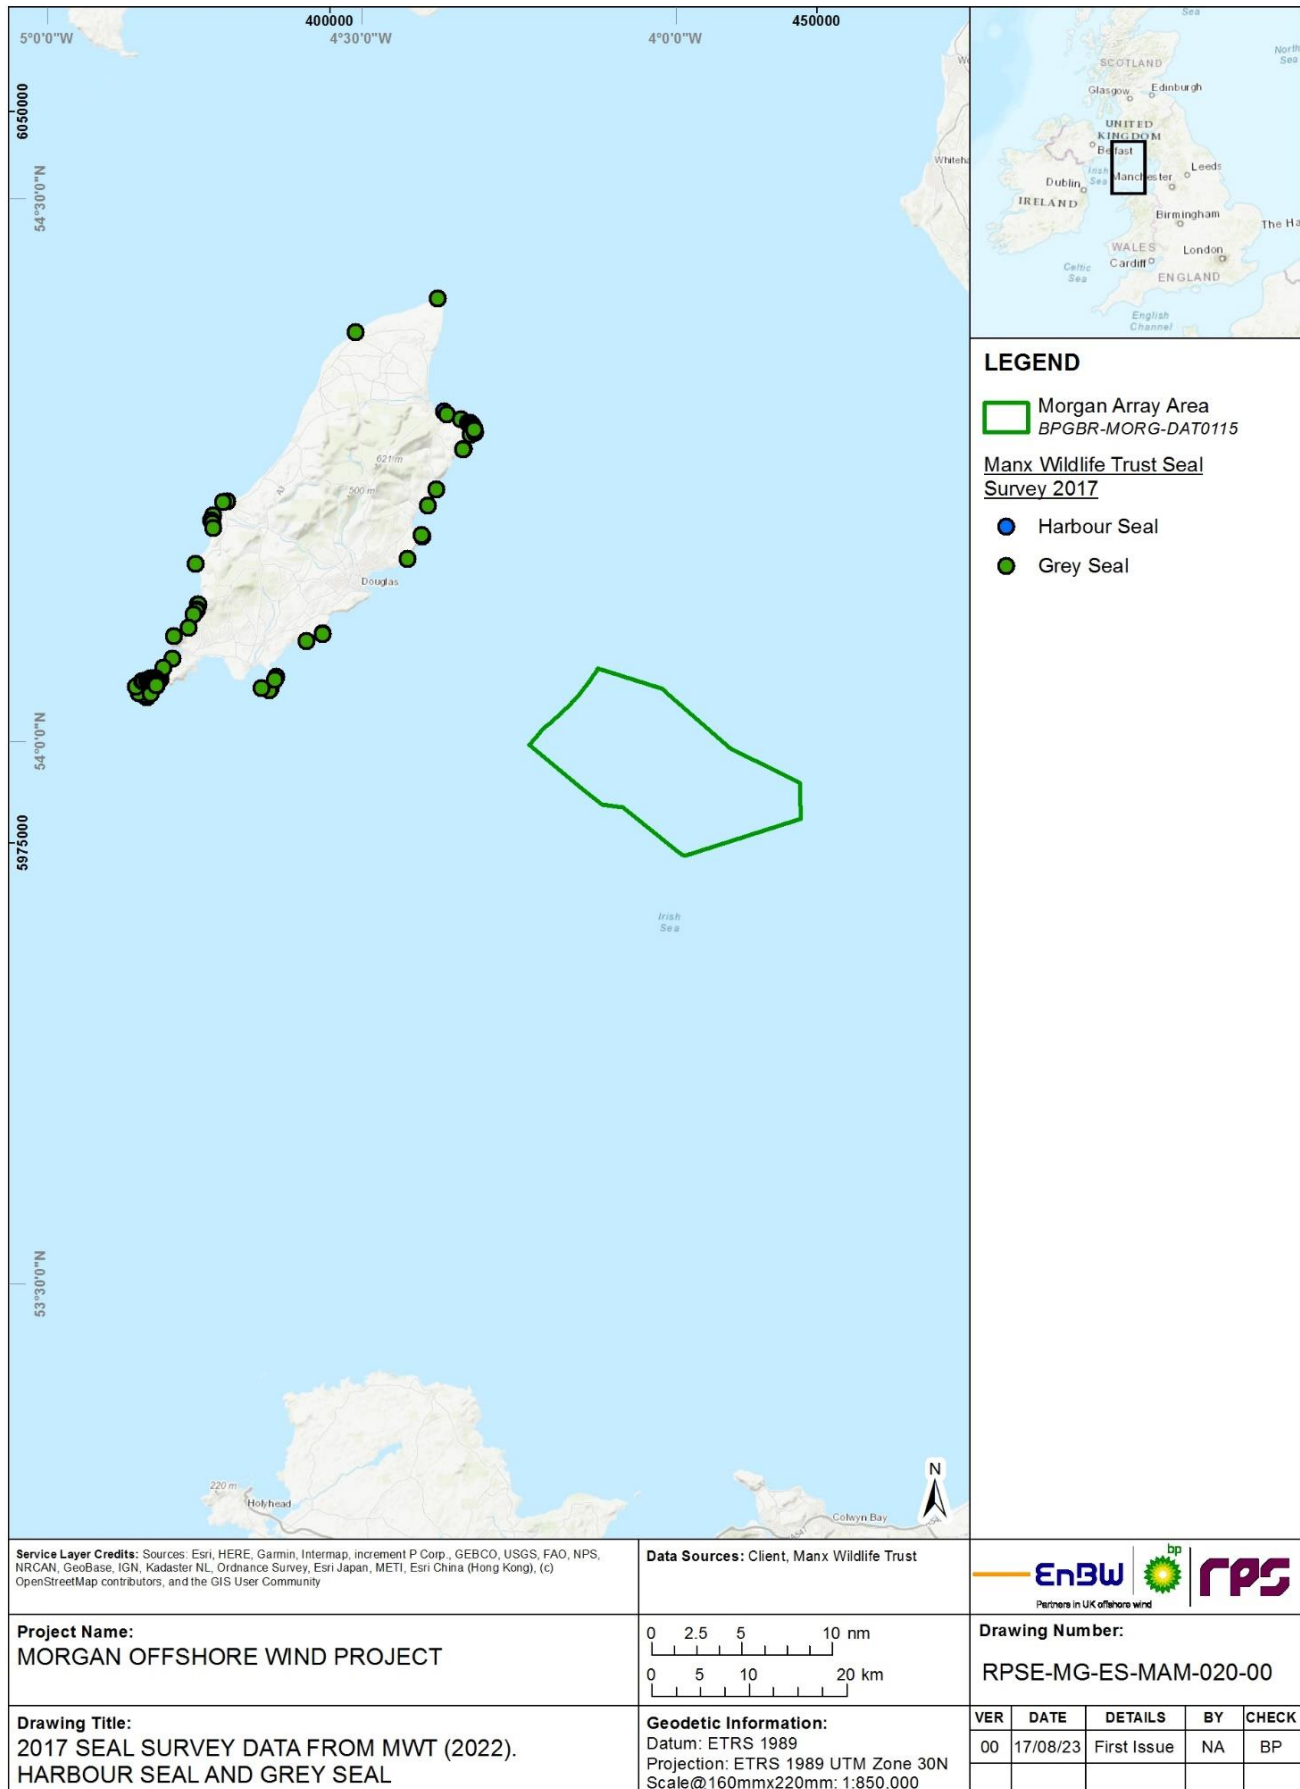 400000
450000
5°0'0"W
4°30'0"W
4°0'0"W
6050000
54°30'0"N
Whiteha
621 m
500 m
A3
Douglas
54°0'0"N
5975000
Irish
Sea
53°30'0"N
220 m
Holyhead
Colwyn Bay
N
Sea
North
Sea
SCOTLAND
Glasgow
Edinburgh
UNITED
KINGDOM
Belfast
Irish
Sea
Manchester
Leeds
Dublin
IRELAND
Birmingham
The Ha
WALES
London
Cardiff
Celtic
Sea
ENGLAND
English
Channel
LEGEND
Morgan Array Area
BPGBR-MORG-DAT0115
Manx Wildlife Trust Seal
Survey 2017
Harbour Seal
Grey Seal
Service Layer Credits: Sources: Esri, HERE, Garmin, Intermap, increment P Corp., GEBCO, USGS, FAO, NPS,
NRCAN, GeoBase, IGN, Kadaster NL, Ordnance Survey, Esri Japan, METI, Esri China (Hong Kong), (c)
OpenStreetMap contributors, and the GIS User Community
Data Sources: Client, Manx Wildlife Trust
EnBW
bp
rps
Partners in UK offshore wind
Project Name:
MORGAN OFFSHORE WIND PROJECT
0 2.5 5 10 nm
0 5 10 20 km
Drawing Number:
RPSE-MG-ES-MAM-020-00
Drawing Title:
2017 SEAL SURVEY DATA FROM MWT (2022).
HARBOUR SEAL AND GREY SEAL
Geodetic Information:
Datum: ETRS 1989
Projection: ETRS 1989 UTM Zone 30N
Scale@160mmx220mm: 1:850.000
VER DATE DETAILS BY CHECK
00 17/08/23 First Issue NA BP